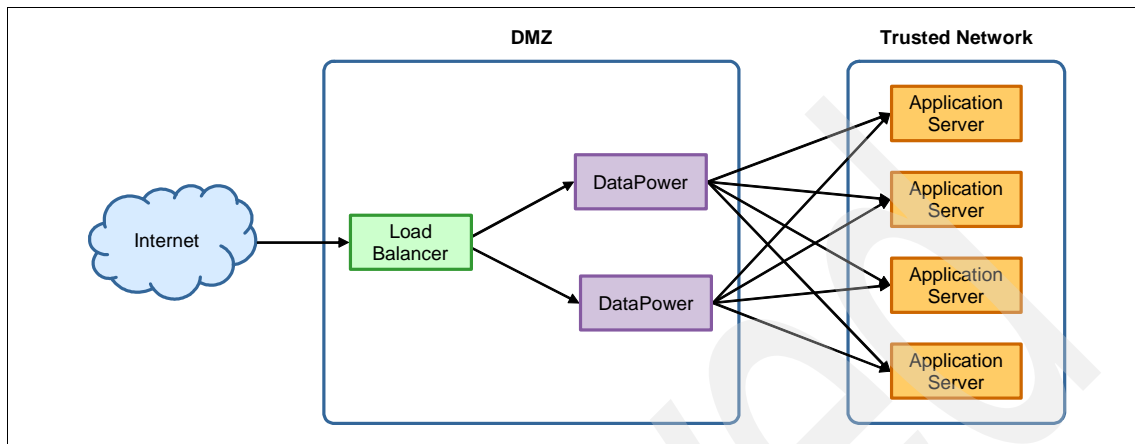 DMZ
Trusted Network
Internet
Load
Balancer
DataPower
DataPower
Application
Server
Application
Server
Application
Server
Application
Server